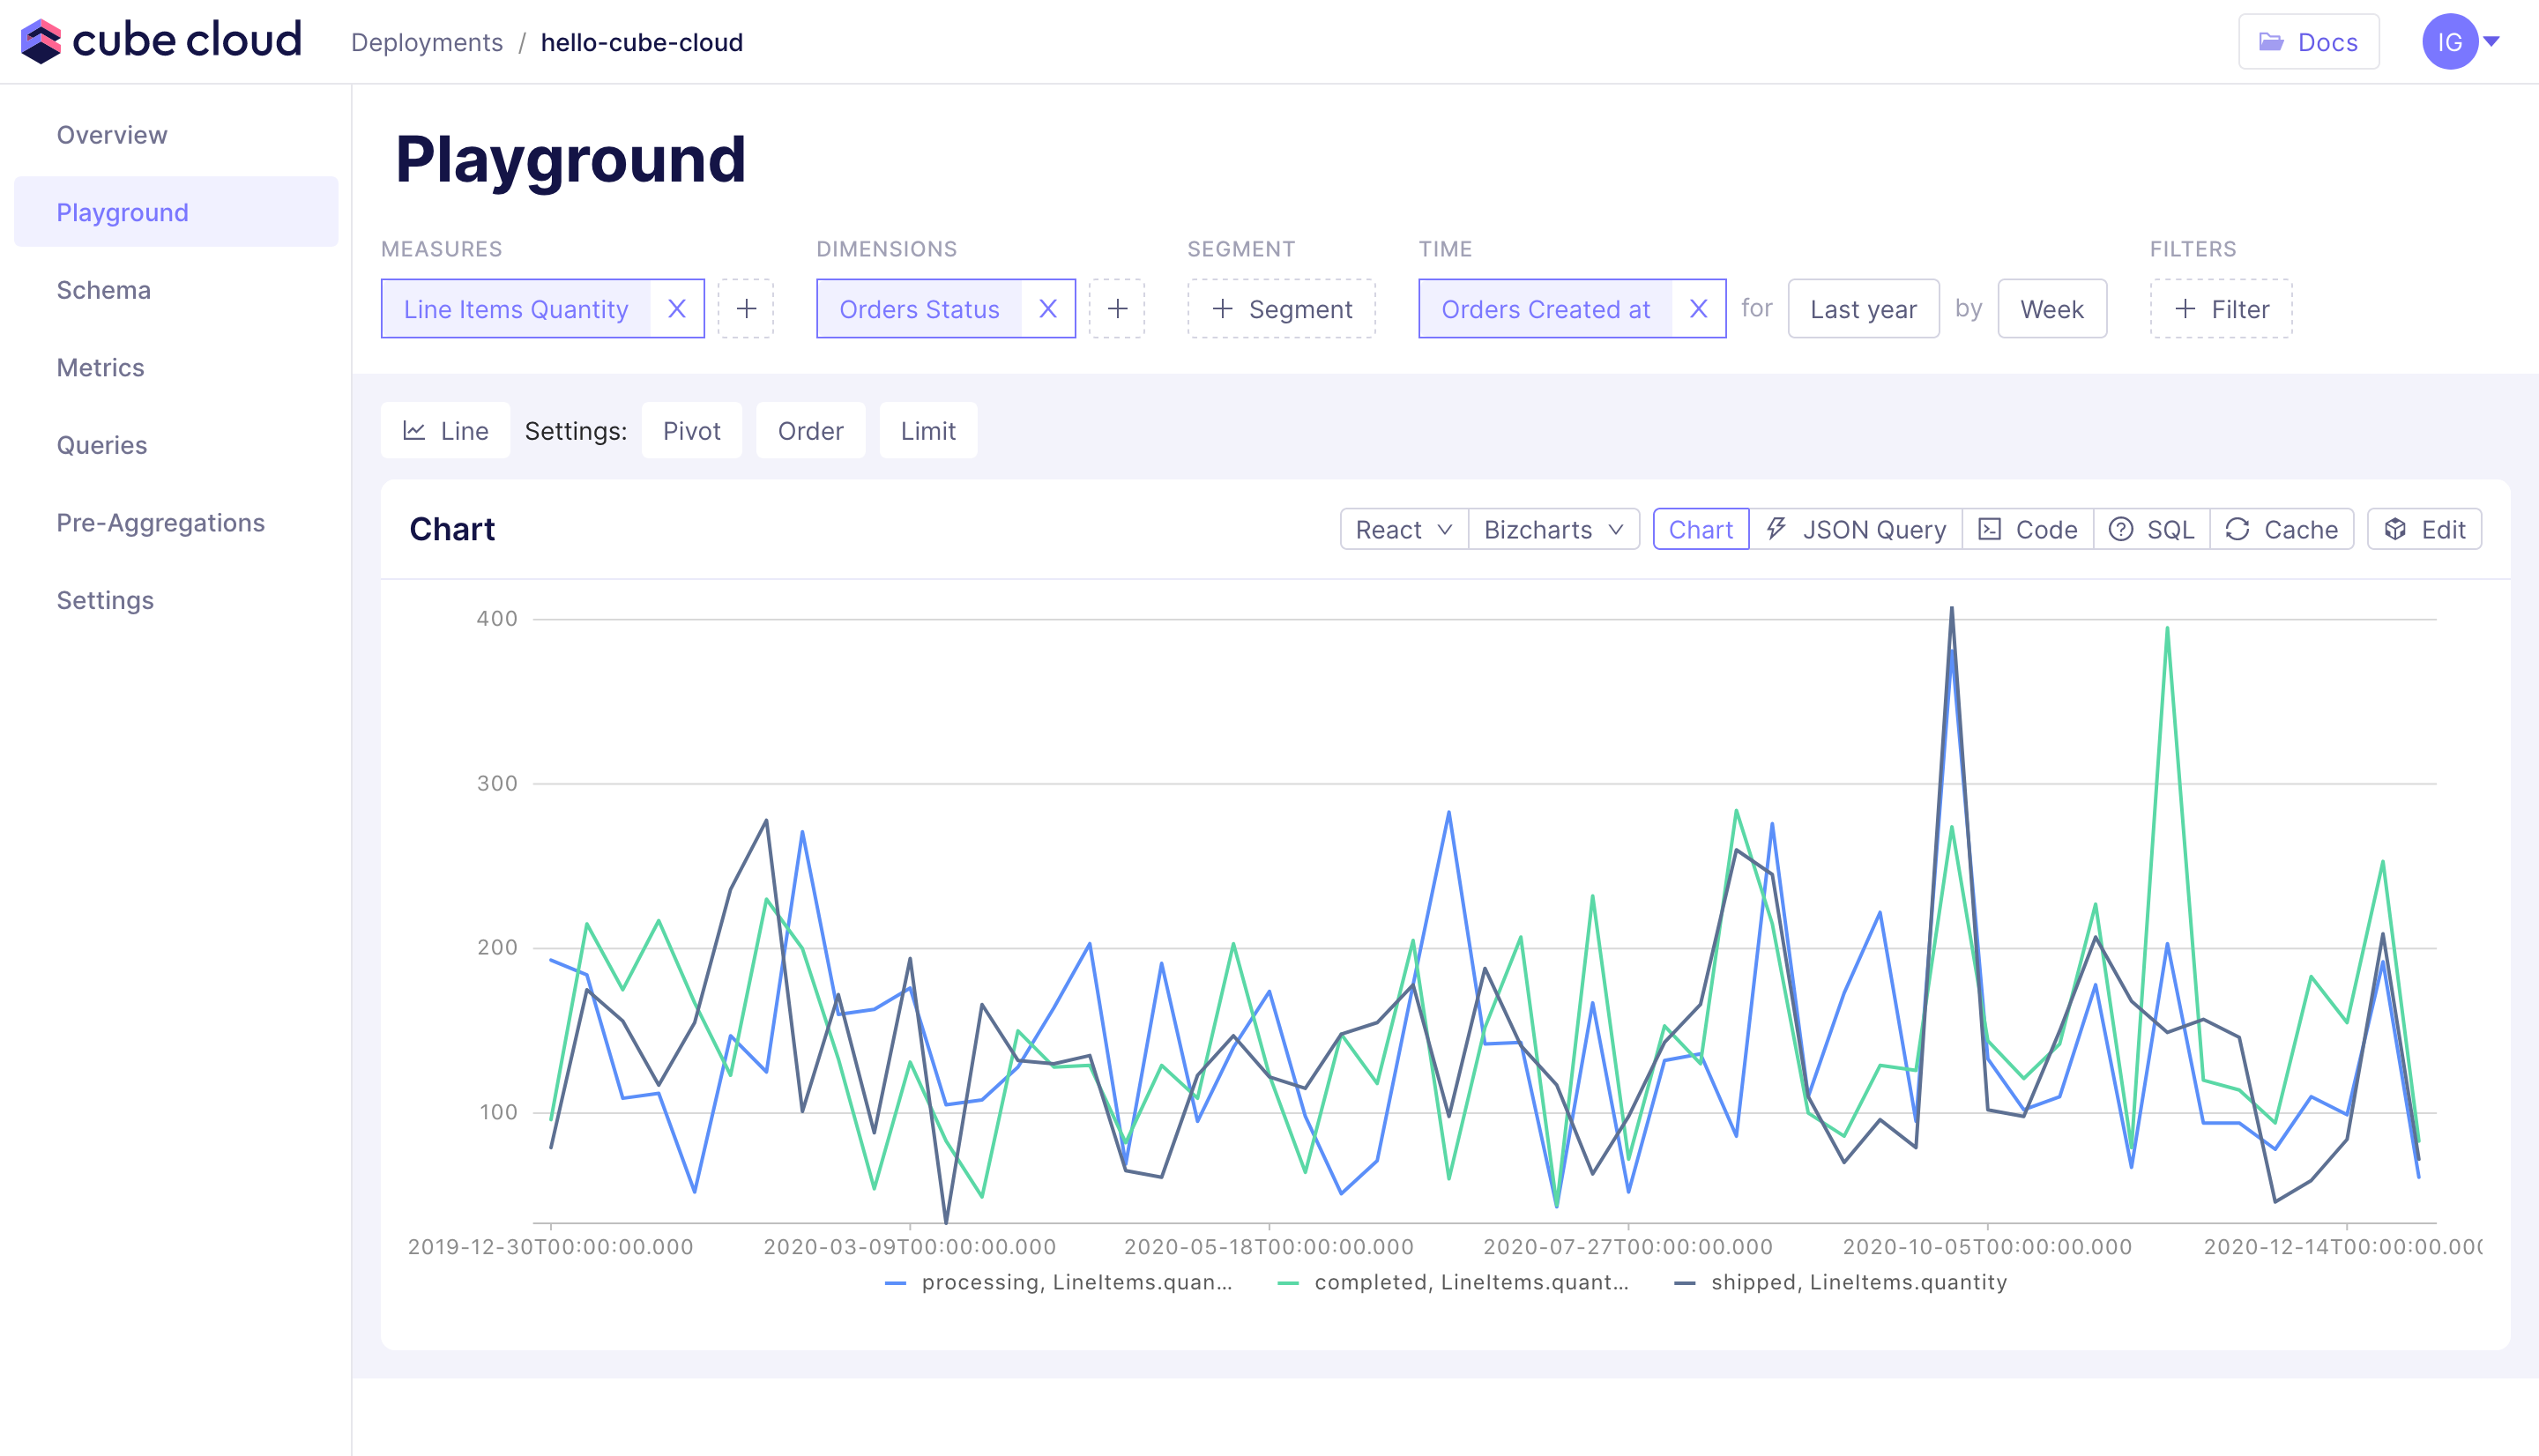 cube cloud
Deployments / hello-cube-cloud
Docs
IG
Overview
Playground
Schema
Metrics
Queries
Pre-Aggregations
Settings
Playground
MEASURES
DIMENSIONS
SEGMENT
TIME
FILTERS
Line Items Quantity X +
Orders Status X +
+ Segment
Orders Created at X for Last year by Week
+ Filter
Line Settings: Pivot Order Limit
Chart
React Bizcharts Chart JSON Query Code SQL Cache Edit
400
300
200
100
2019-12-30T00:00:00.000 2020-03-09T00:00:00.000 2020-05-18T00:00:00.000 2020-07-27T00:00:00.000 2020-10-05T00:00:00.000 2020-12-14T00:00:00.00
processing, LineItems.quan... completed, LineItems.quant... shipped, LineItems.quantity